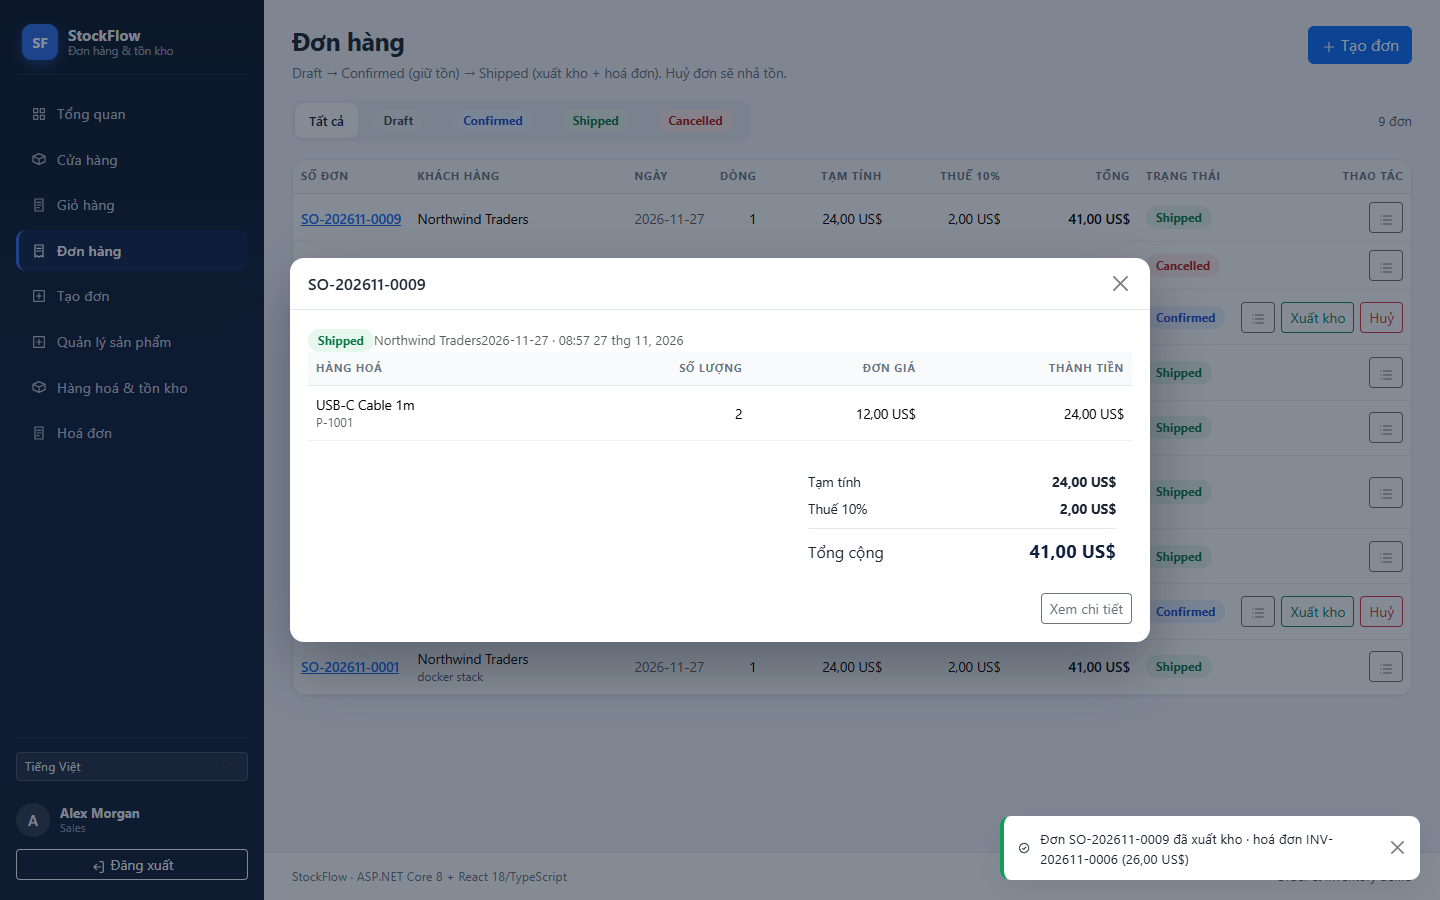 SF
StockFlow
Đơn hàng & tồn kho
Tổng quan
Cửa hàng
Giỏ hàng
Đơn hàng
Tạo đơn
Quản lý sản phẩm
Hàng hoá & tồn kho
Hoá đơn
Tiếng Việt
A
Alex Morgan
Sales
Đăng xuất
Đơn hàng
Draft → Confirmed (giữ tồn) → Shipped (xuất kho + hoá đơn). Huỷ đơn sẽ nhả tồn.
+ Tạo đơn
Tất cả Draft Confirmed Shipped Cancelled
9 đơn
SỐ ĐƠN KHÁCH HÀNG NGÀY DÒNG TẠM TÍNH THUẾ 10% TỔNG TRẠNG THÁI THAO TÁC
SO-202611-0009 Northwind Traders 2026-11-27 1 24,00 US$ 2,00 US$ 41,00 US$ Shipped
Cancelled
Confirmed Xuất kho Huỷ
Shipped
Shipped
Shipped
Shipped
Confirmed Xuất kho Huỷ
SO-202611-0001 Northwind Traders 2026-11-27 1 24,00 US$ 2,00 US$ 41,00 US$ Shipped
docker stack
SO-202611-0009
Shipped Northwind Traders2026-11-27 · 08:57 27 thg 11, 2026
HÀNG HOÁ SỐ LƯỢNG ĐƠN GIÁ THÀNH TIỀN
USB-C Cable 1m 2 12,00 US$ 24,00 US$
P-1001
Tạm tính 24,00 US$
Thuế 10% 2,00 US$
Tổng cộng 41,00 US$
Xem chi tiết
Đơn SO-202611-0009 đã xuất kho · hoá đơn INV-
202611-0006 (26,00 US$)
StockFlow · ASP.NET Core 8 + React 18/TypeScript